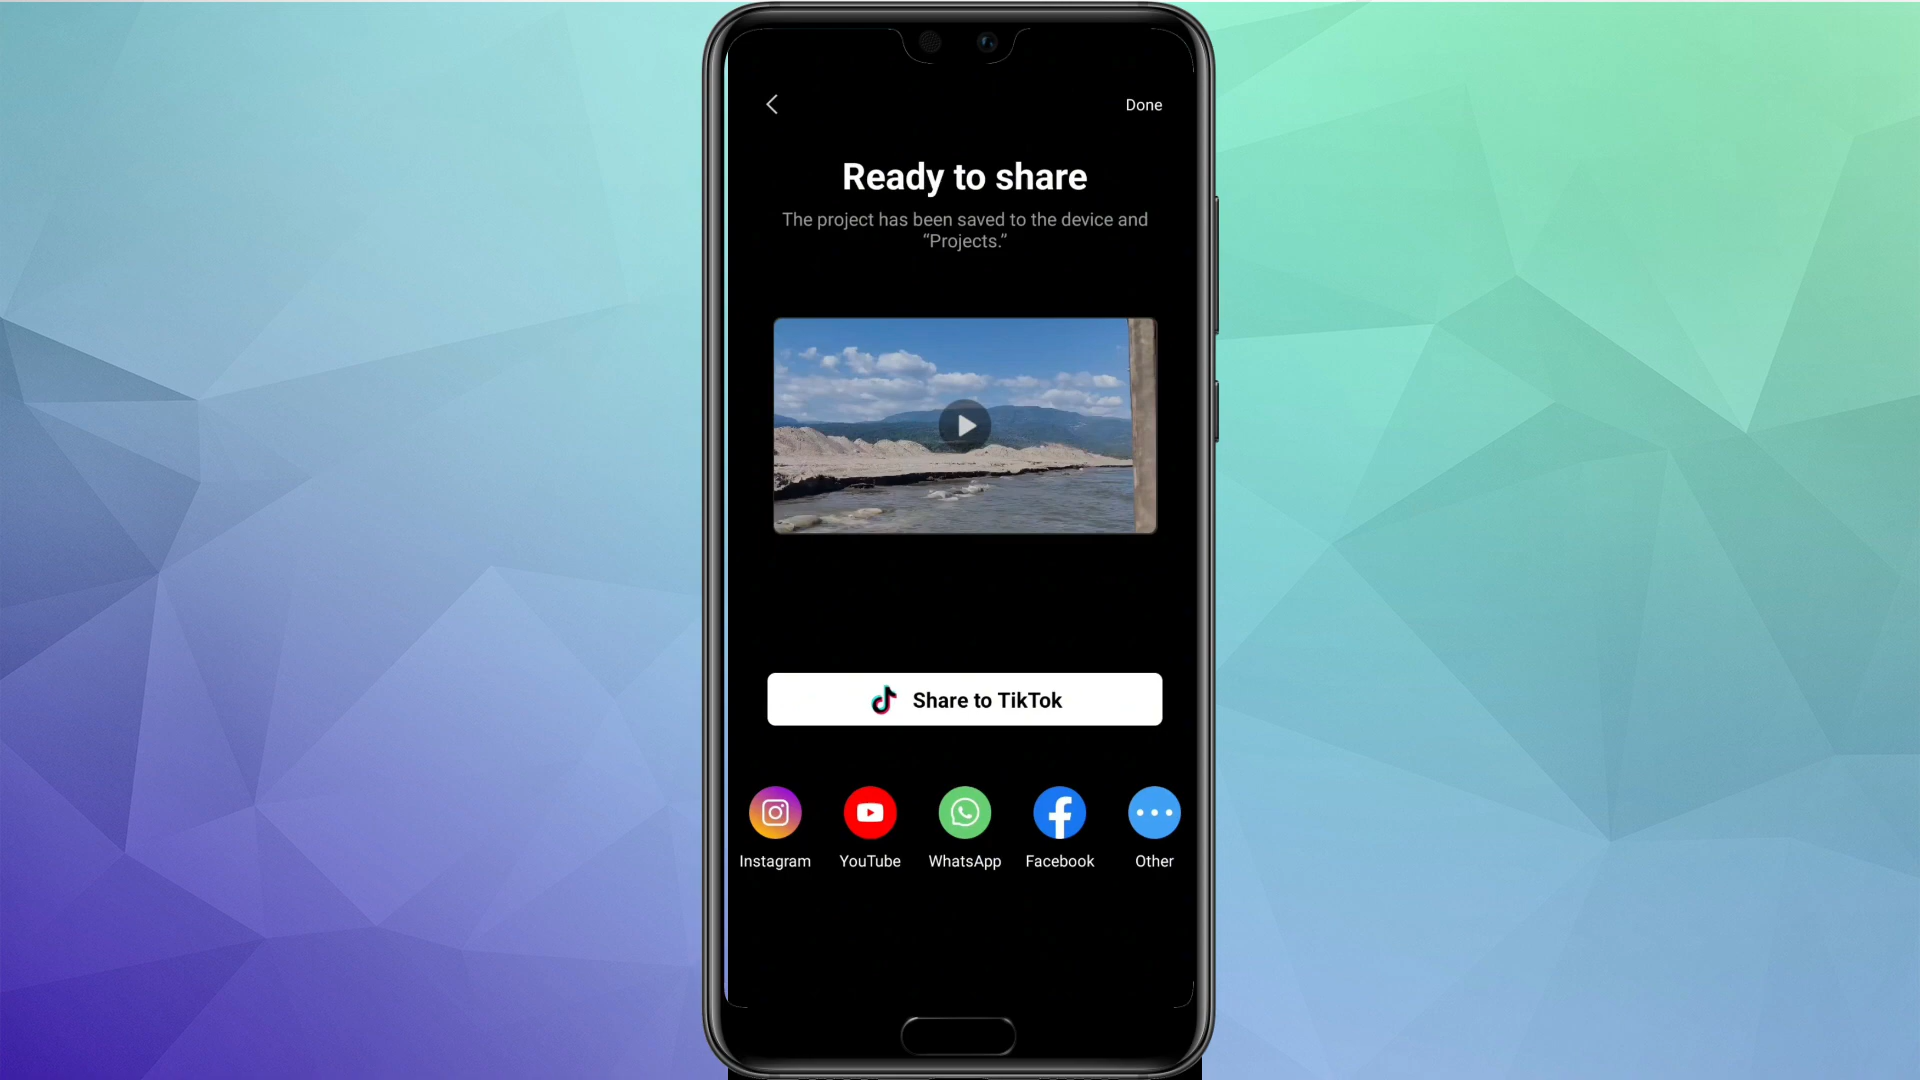 Done
Ready to share
The project has been saved to the device and
“Projects.”
Share to TikTok
Instagram
YouTube
WhatsApp
Facebook
Other